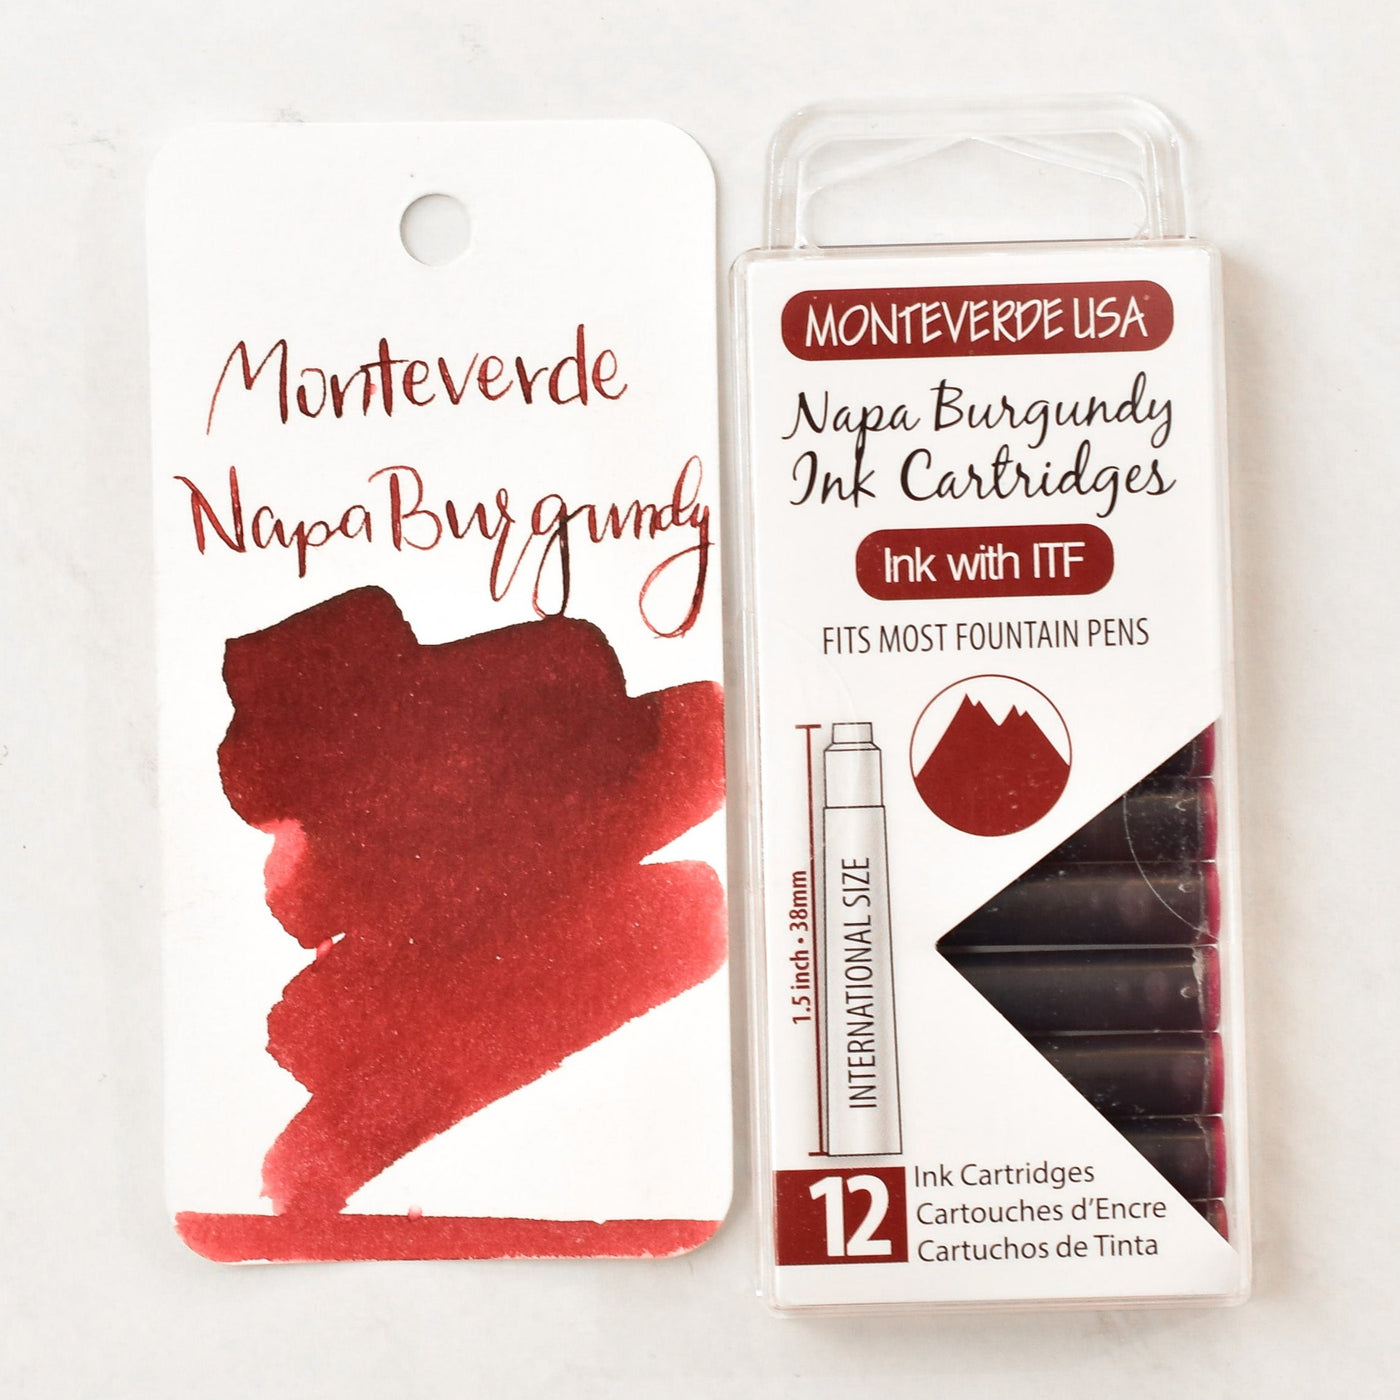 Monteverde
Napa Burgundy
MONTEVERDE USA
Napa Burgundy
Ink Cartridges
Ink with ITF
FITS MOST FOUNTAIN PENS
1.5 inch • 38mm
INTERNATIONAL SIZE
12
Ink Cartridges
Cartouches d'Encre
Cartuchos de Tinta